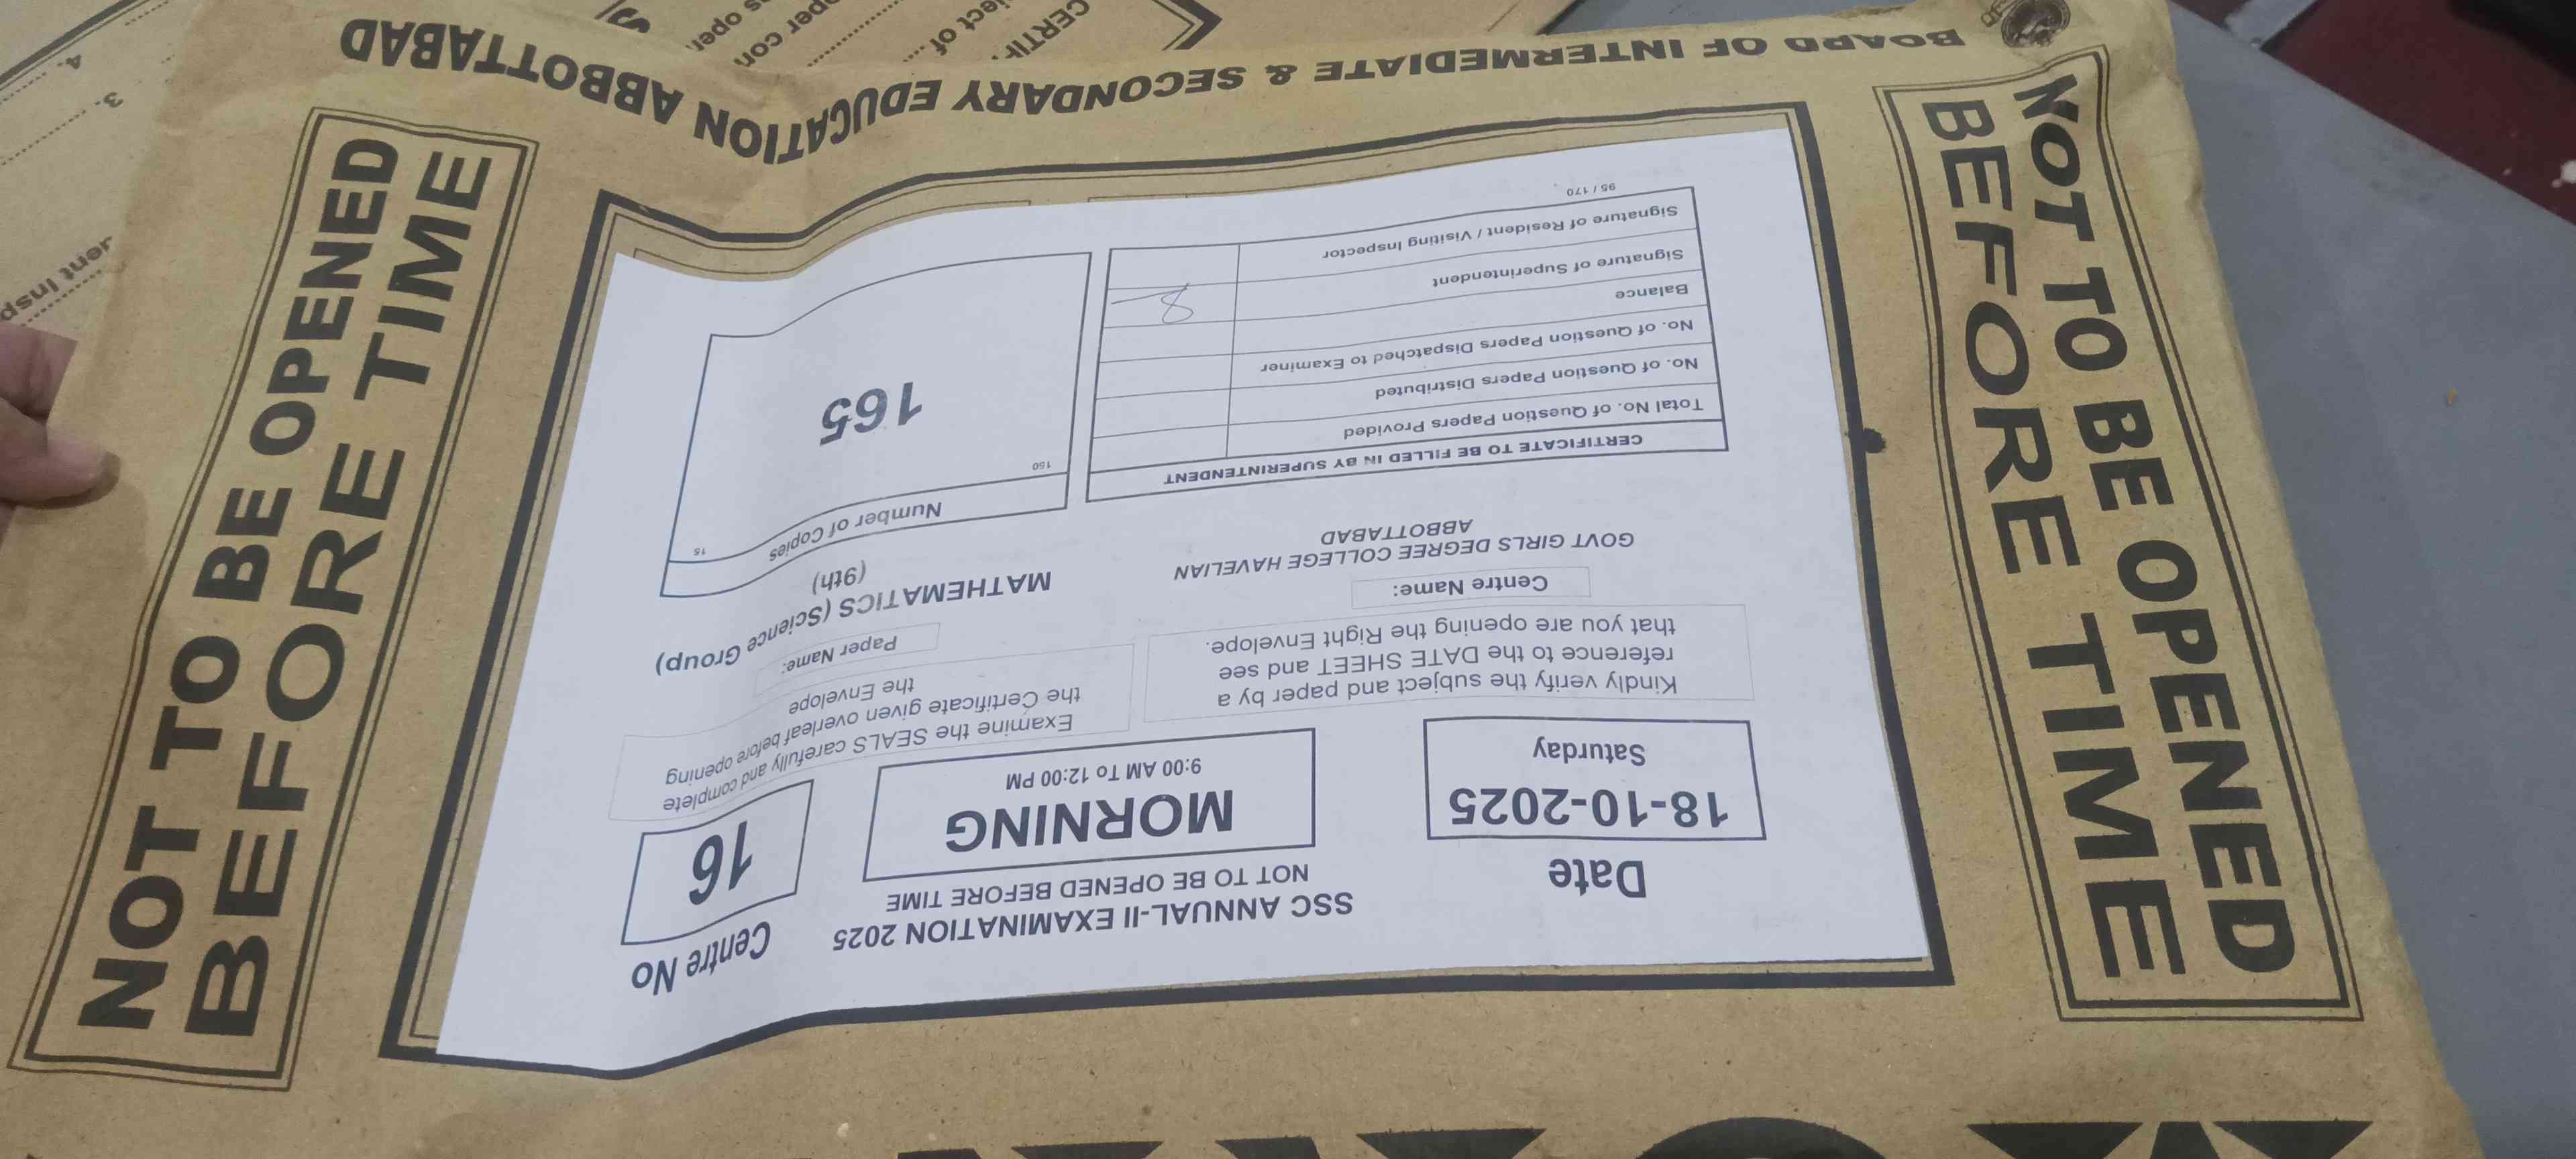 BOARD OF INTERMEDIATE & SECONDARY EDUCATION ABBOTTABAD
NOT TO BE OPENED
BEFORE TIME
NOT TO BE OPENED
BEFORE TIME
Date
18-10-2025
Saturday
SSC ANNUAL-II EXAMINATION 2025
NOT TO BE OPENED BEFORE TIME
MORNING
9:00 AM To 12:00 PM
Centre No
16
Kindly verify the subject and paper by a
reference to the DATE SHEET and see
that you are opening the Right Envelope.
Examine the SEALS carefully and complete
the Certificate given overleaf before opening
the Envelope
Centre Name:
GOVT GIRLS DEGREE COLLEGE HAVELIAN
ABBOTTABAD
Paper Name:
MATHEMATICS (Science Group)
(9th)
CERTIFICATE TO BE FILLED IN BY SUPERINTENDENT
Total No. of Question Papers Provided
No. of Question Papers Distributed
No. of Question Papers Dispatched to Examiner
Balance
Signature of Superintendent
Signature of Resident / Visiting Inspector
95 / 170
Number of Copies
150
15
165
3.
4.
ject of